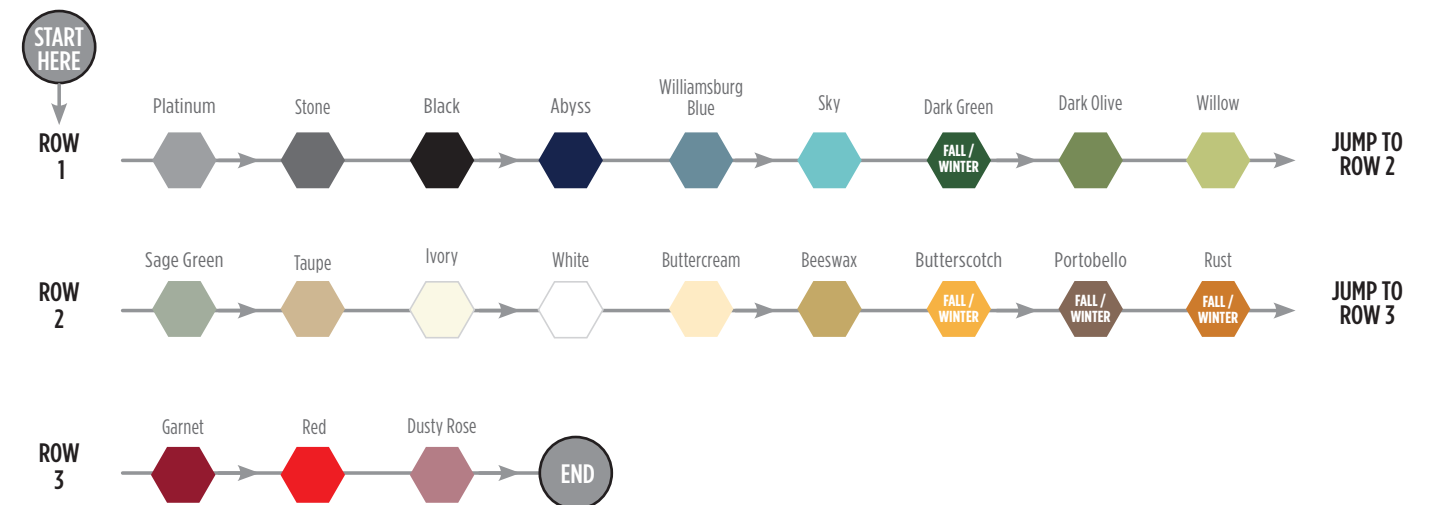 START
HERE
ROW
1
Platinum
Stone
Black
Abyss
Williamsburg
Blue
Sky
Dark Green
FALL /
WINTER
Dark Olive
Willow
JUMP TO
ROW 2
ROW
2
Sage Green
Taupe
Ivory
White
Buttercream
Beeswax
Butterscotch
FALL /
WINTER
Portobello
FALL /
WINTER
Rust
FALL /
WINTER
JUMP TO
ROW 3
ROW
3
Garnet
Red
Dusty Rose
END